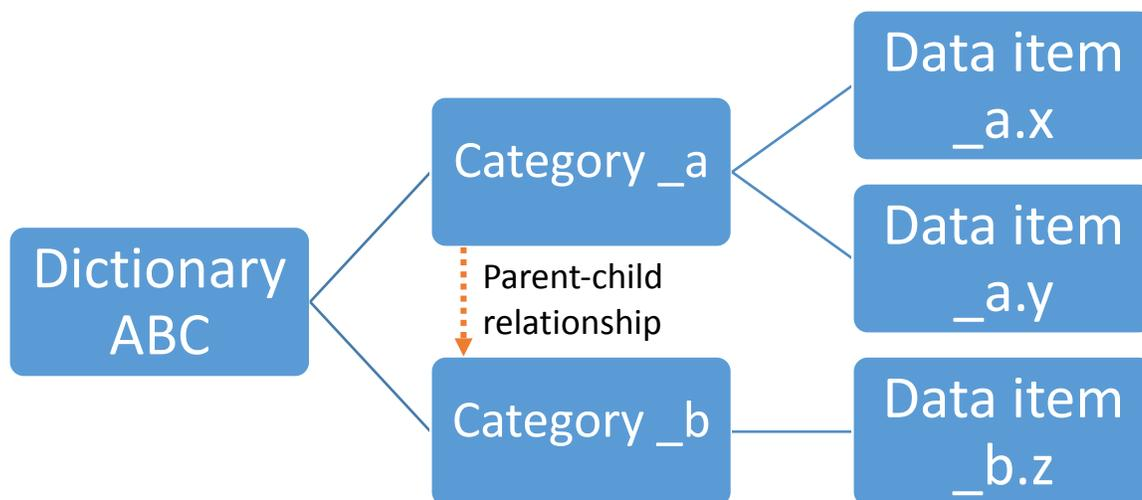 Dictionary
ABC
Category _a
Parent-child
relationship
Category _b
Data item
_a.x
Data item
_a.y
Data item
_b.z